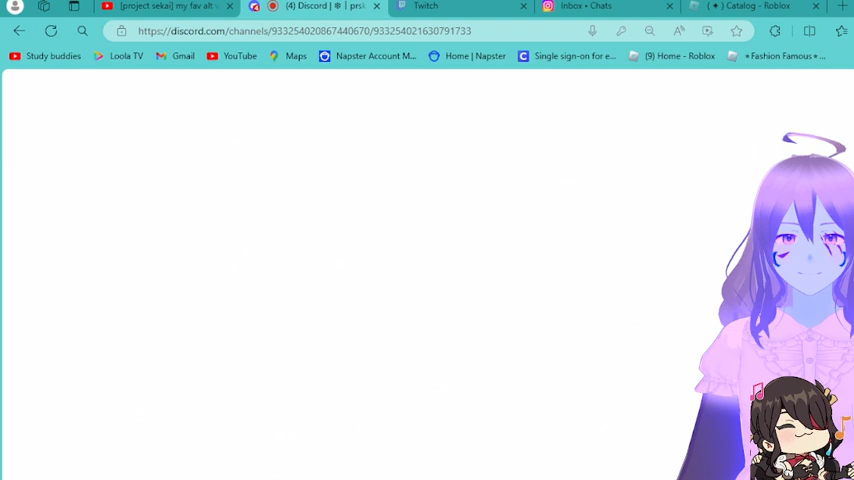 [project sekai] my fav alt v
(4) Discord | ❄ | prsk
Twitch
Inbox • Chats
( ✦ ) Catalog - Roblox
https://discord.com/channels/933254020867440670/933254021630791733
Study buddies
Loola TV
Gmail
YouTube
Maps
Napster Account M...
Home | Napster
Single sign-on for e...
(9) Home - Roblox
✶Fashion Famous✶...